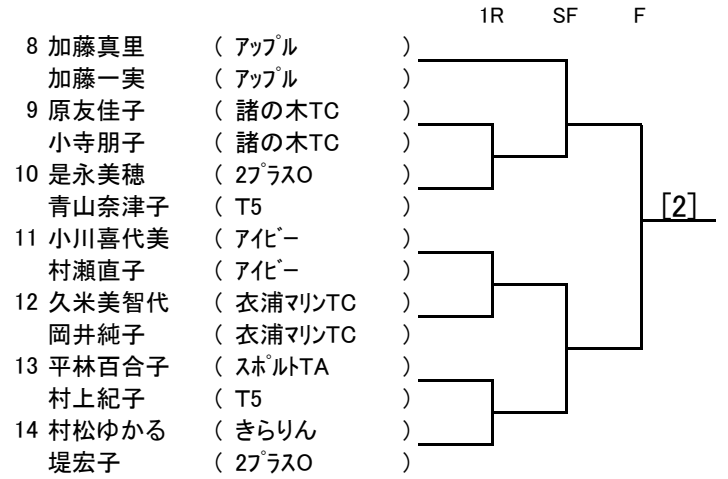 1R SF F
8 加藤真里 ( ｱｯﾌﾟﾙ )
加藤一実 ( ｱｯﾌﾟﾙ )
9 原友佳子 ( 諸の木TC )
小寺朋子 ( 諸の木TC )
10 是永美穂 ( 2ﾌﾟﾗｽO )
青山奈津子 ( T5 )
[2]
11 小川喜代美 ( ｱｲﾋﾞｰ )
村瀬直子 ( ｱｲﾋﾞｰ )
12 久米美智代 ( 衣浦ﾏﾘﾝTC )
岡井純子 ( 衣浦ﾏﾘﾝTC )
13 平林百合子 ( ｽﾎﾟﾙﾄTA )
村上紀子 ( T5 )
14 村松ゆかる ( きらりん )
堤宏子 ( 2ﾌﾟﾗｽO )